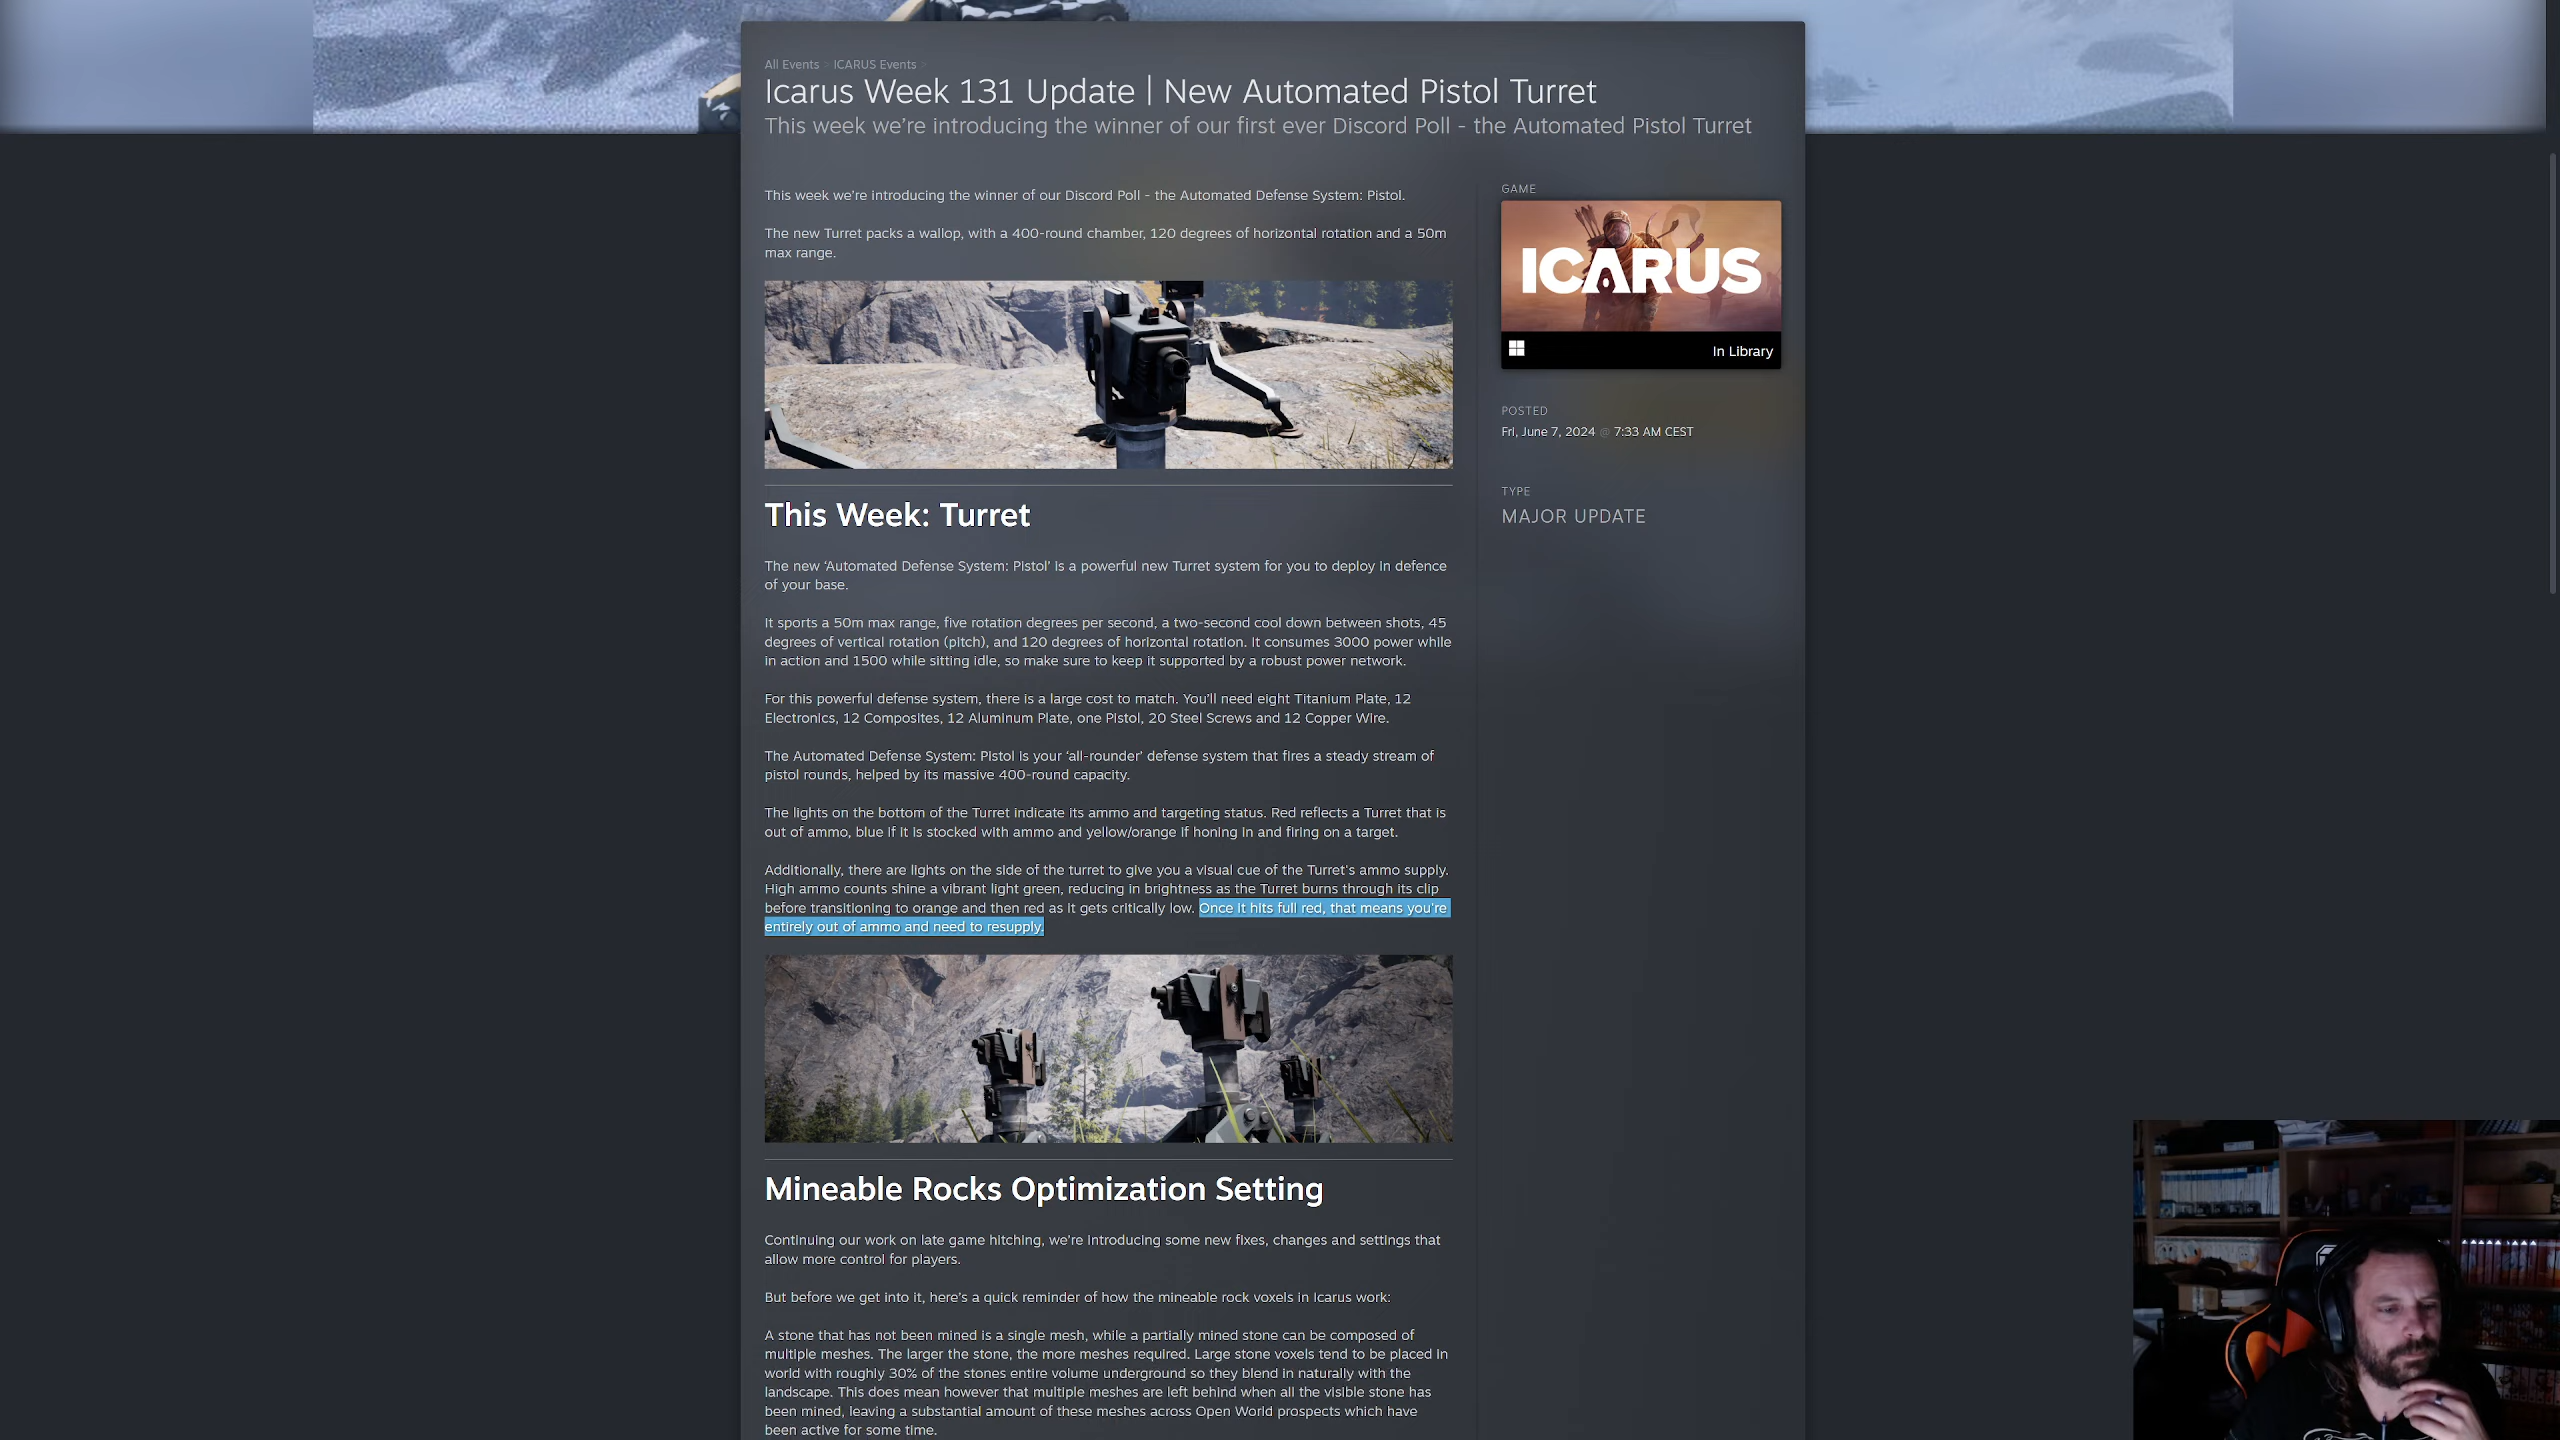 All Events > ICARUS Events >
Icarus Week 131 Update | New Automated Pistol Turret
This week we're introducing the winner of our first ever Discord Poll - the Automated Pistol Turret
This week we're introducing the winner of our Discord Poll - the Automated Defense System: Pistol.
The new Turret packs a wallop, with a 400-round chamber, 120 degrees of horizontal rotation and a 50m
max range.
This Week: Turret
The new 'Automated Defense System: Pistol' is a powerful new Turret system for you to deploy in defence
of your base.
It sports a 50m max range, five rotation degrees per second, a two-second cool down between shots, 45
degrees of vertical rotation (pitch), and 120 degrees of horizontal rotation. It consumes 3000 power while
in action and 1500 while sitting idle, so make sure to keep it supported by a robust power network.
For this powerful defense system, there is a large cost to match. You'll need eight Titanium Plate, 12
Electronics, 12 Composites, 12 Aluminum Plate, one Pistol, 20 Steel Screws and 12 Copper Wire.
The Automated Defense System: Pistol is your 'all-rounder' defense system that fires a steady stream of
pistol rounds, helped by its massive 400-round capacity.
The lights on the bottom of the Turret indicate its ammo and targeting status. Red reflects a Turret that is
out of ammo, blue if it is stocked with ammo and yellow/orange if honing in and firing on a target.
Additionally, there are lights on the side of the turret to give you a visual cue of the Turret's ammo supply.
High ammo counts shine a vibrant light green, reducing in brightness as the Turret burns through its clip
before transitioning to orange and then red as it gets critically low. Once it hits full red, that means you're
entirely out of ammo and need to resupply.
Mineable Rocks Optimization Setting
Continuing our work on late game hitching, we're introducing some new fixes, changes and settings that
allow more control for players.
But before we get into it, here's a quick reminder of how the mineable rock voxels in Icarus work:
A stone that has not been mined is a single mesh, while a partially mined stone can be composed of
multiple meshes. The larger the stone, the more meshes required. Large stone voxels tend to be placed in
world with roughly 30% of the stones entire volume underground so they blend in naturally with the
landscape. This does mean however that multiple meshes are left behind when all the visible stone has
been mined, leaving a substantial amount of these meshes across Open World prospects which have
been active for some time.
GAME
ICARUS
In Library
POSTED
Fri, June 7, 2024 @ 7:33 AM CEST
TYPE
MAJOR UPDATE